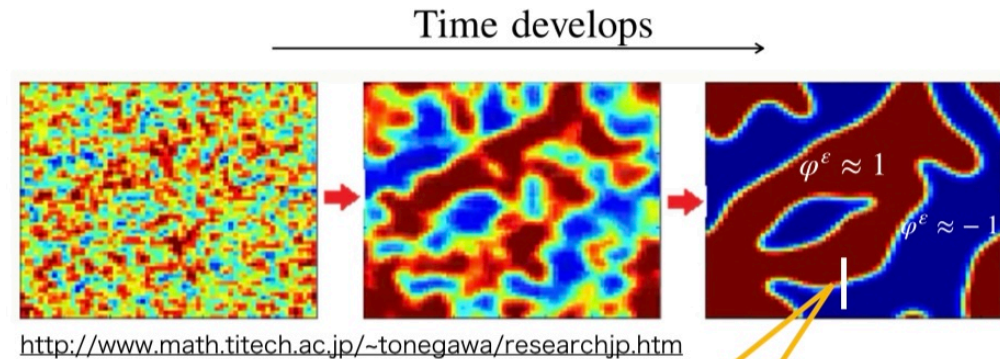 Time develops
φ^ε ≈ 1
φ^ε ≈ − 1
http://www.math.titech.ac.jp/~tonegawa/researchjp.htm